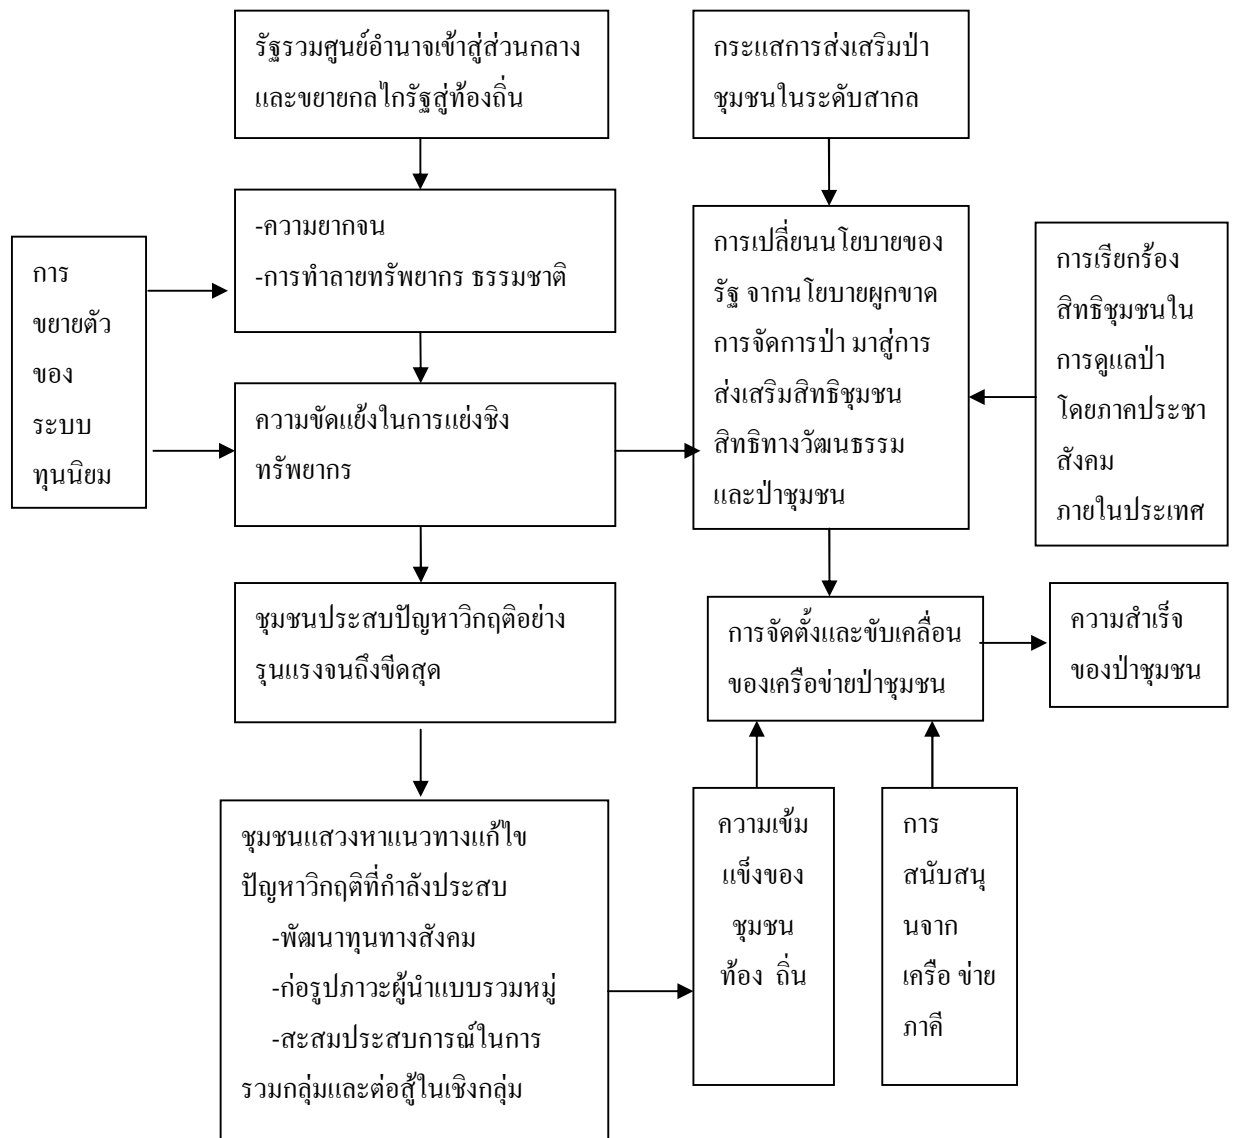 รัฐรวมศูนย์อำนาจเข้าสู่ส่วนกลาง
และขยายกลไกรัฐสู่ท้องถิ่น
กระแสการส่งเสริมป่า
ชุมชนในระดับสากล
-ความยากจน
-การทำลายทรัพยากร ธรรมชาติ
การ
ขยายตัว
ของ
ระบบ
ทุนนิยม
การเปลี่ยนนโยบายของ
รัฐ จากนโยบายผูกขาด
การจัดการป่า มาสู่การ
ส่งเสริมสิทธิชุมชน
สิทธิทางวัฒนธรรม
และป่าชุมชน
การเรียกร้อง
สิทธิชุมชนใน
การดูแลป่า
โดยภาคประชา
สังคม
ภายในประเทศ
ความขัดแย้งในการแย่งชิง
ทรัพยากร
ชุมชนประสบปัญหาวิกฤติอย่าง
รุนแรงจนถึงขีดสุด
การจัดตั้งและขับเคลื่อน
ของเครือข่ายป่าชุมชน
ความสำเร็จ
ของป่าชุมชน
ชุมชนแสวงหาแนวทางแก้ไข
ปัญหาวิกฤติที่กำลังประสบ
-พัฒนาทุนทางสังคม
-ก่อรูปภาวะผู้นำแบบรวมหมู่
-สะสมประสบการณ์ในการ
รวมกลุ่มและต่อสู้ในเชิงกลุ่ม
ความเข้ม
แข็งของ
ชุมชน
ท้อง ถิ่น
การ
สนับสนุ
นจาก
เครือ ข่าย
ภาคี